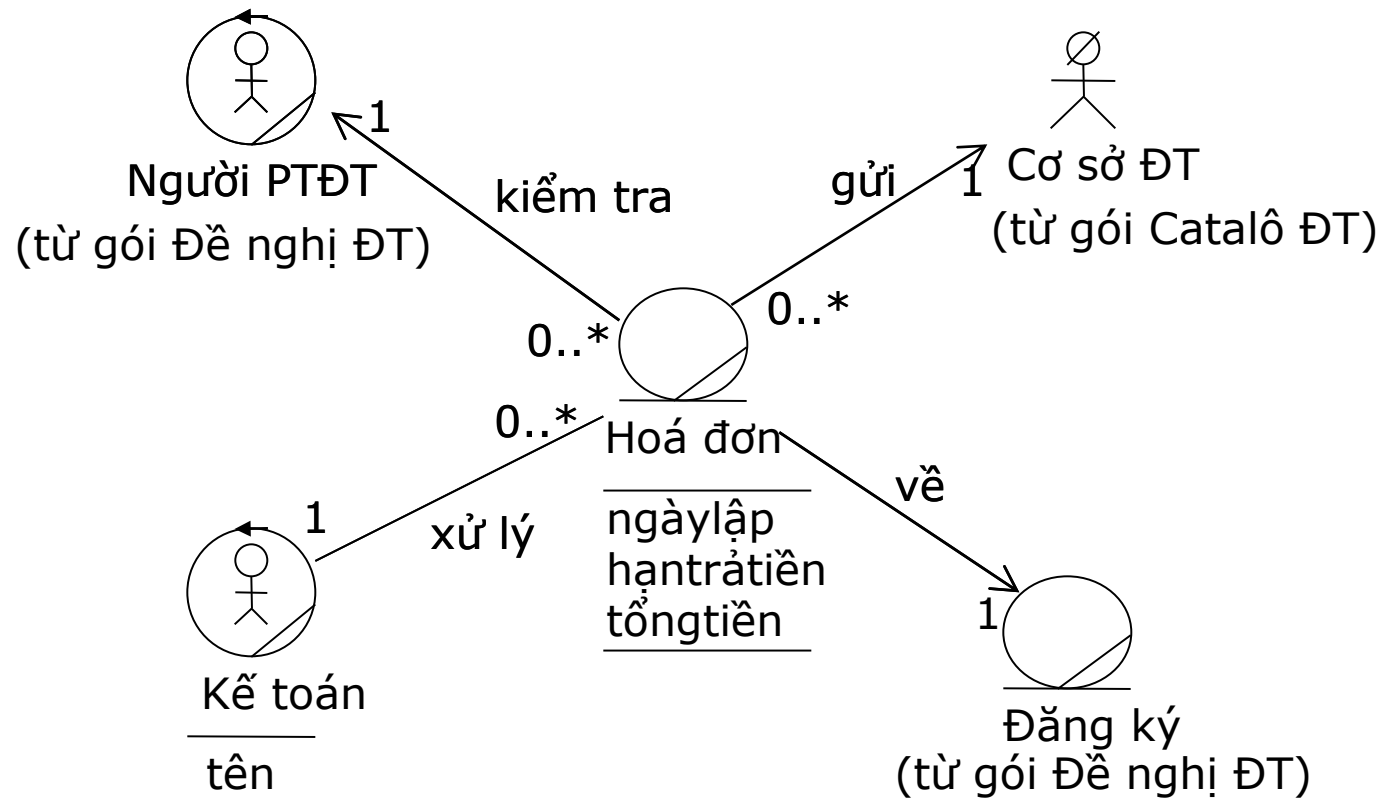 1
Người PTĐT
(từ gói Đề nghị ĐT)
kiểm tra
gửi
1
Cơ sở ĐT
(từ gói Catalô ĐT)
0..*
0..*
0..*
Hoá đơn
ngàylập
hạntrảtiền
tổngtiền
1
xử lý
về
1
Kế toán
tên
Đăng ký
(từ gói Đề nghị ĐT)